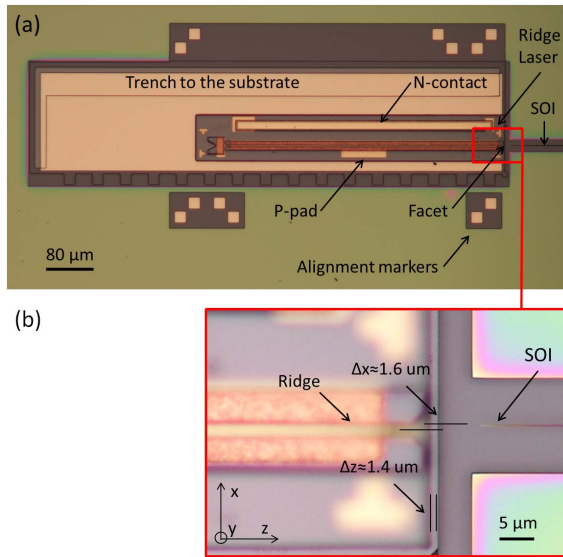 (a)
Trench to the substrate
N-contact
Ridge
Laser
SOI
P-pad
Facet
80 µm
Alignment markers
(b)
Δx≈1.6 um
SOI
Ridge
Δz≈1.4 um
x
y
z
5 µm